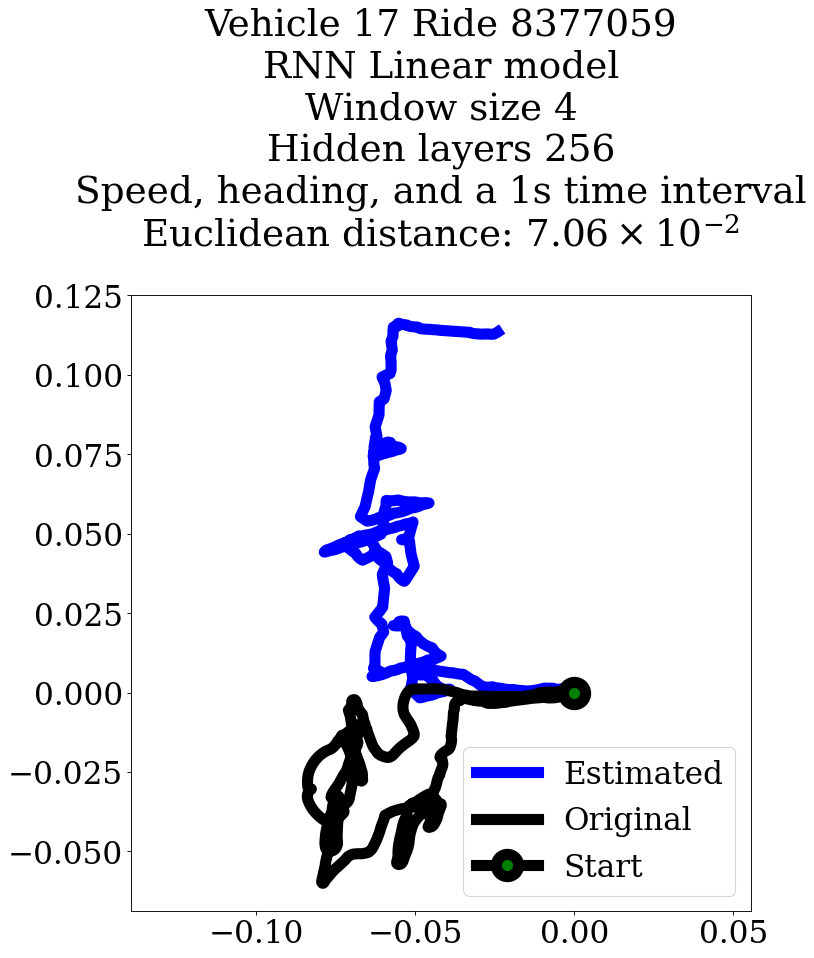 Vehicle 17 Ride 8377059
RNN Linear model
Window size 4
Hidden layers 256
Speed, heading, and a 1s time interval
Euclidean distance: 7.06 × 10⁻²
0.125
0.100
0.075
0.050
0.025
0.000
−0.025
−0.050
Estimated
Original
Start
−0.10
−0.05
0.00
0.05